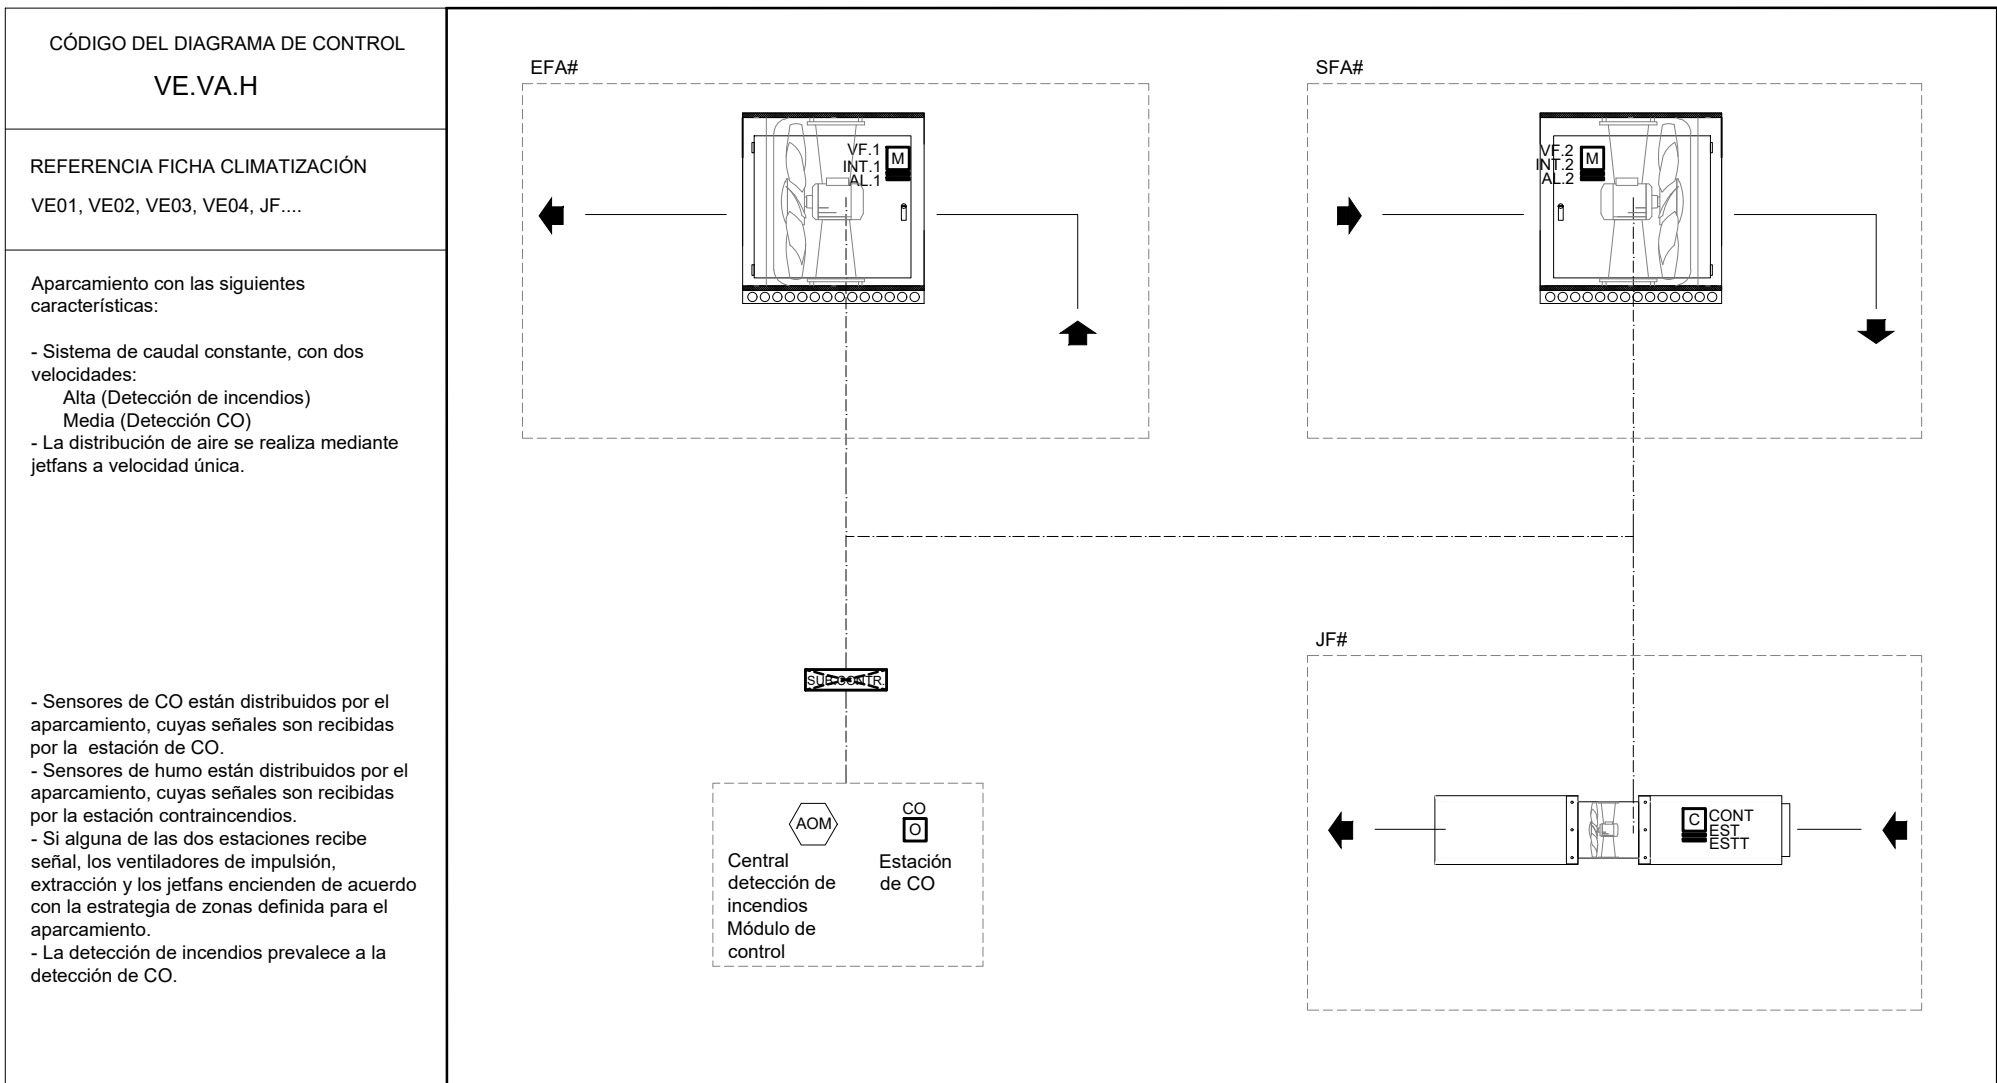 CÓDIGO DEL DIAGRAMA DE CONTROL
VE.VA.H
REFERENCIA FICHA CLIMATIZACIÓN
VE01, VE02, VE03, VE04, JF....
Aparcamiento con las siguientes
características:
- Sistema de caudal constante, con dos
velocidades:
Alta (Detección de incendios)
Media (Detección CO)
- La distribución de aire se realiza mediante
jetfans a velocidad única.
- Sensores de CO están distribuidos por el
aparcamiento, cuyas señales son recibidas
por la  estación de CO.
- Sensores de humo están distribuidos por el
aparcamiento, cuyas señales son recibidas
por la estación contraincendios.
- Si alguna de las dos estaciones recibe
señal, los ventiladores de impulsión,
extracción y los jetfans encienden de acuerdo
con la estrategia de zonas definida para el
aparcamiento.
- La detección de incendios prevalece a la
detección de CO.
EFA#
VF.1
INT.1
AL.1
M
SFA#
VF.2
INT.2
AL.2
M
SUB.CONTR.
AOM
Central
detección de
incendios
Módulo de
control
CO
O
Estación
de CO
JF#
C
CONT
EST
ESTT